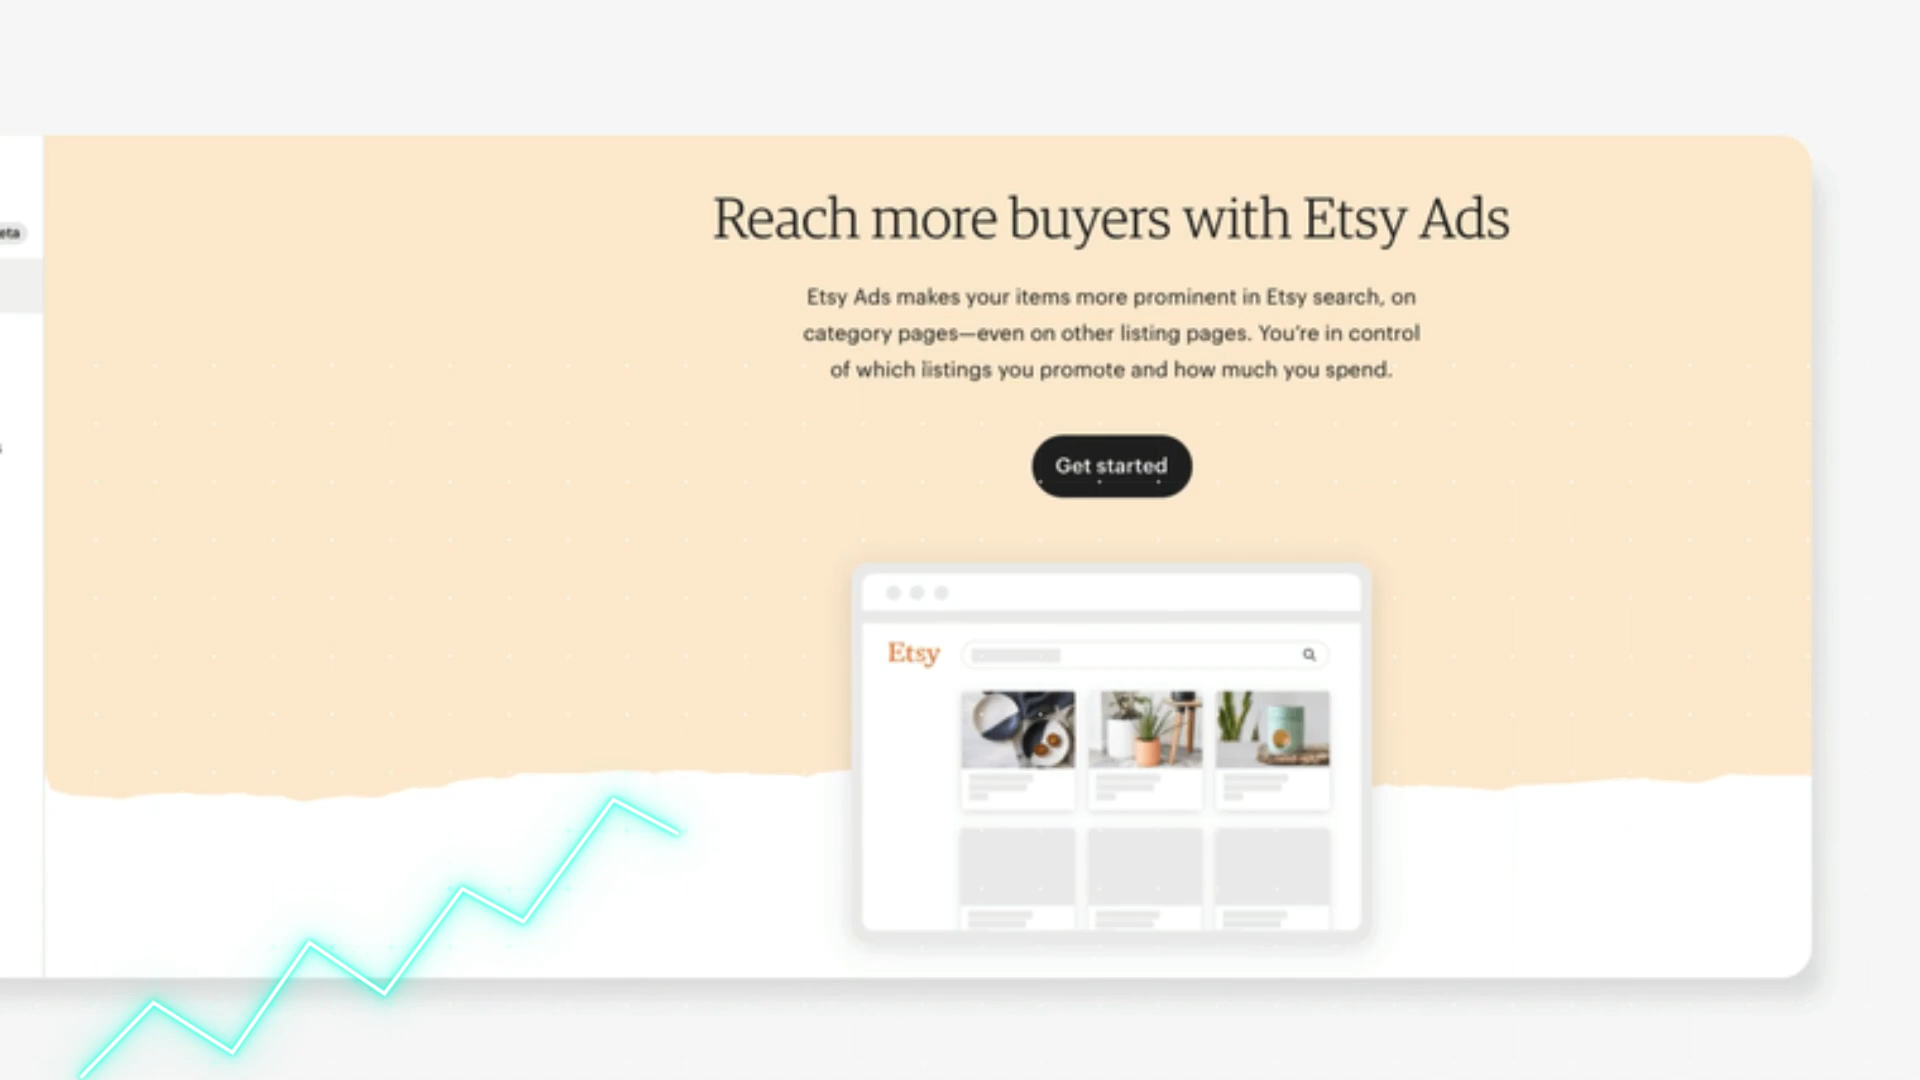 eta
Reach more buyers with Etsy Ads
Etsy Ads makes your items more prominent in Etsy search, on
category pages—even on other listing pages. You're in control
of which listings you promote and how much you spend.
Get started
Etsy